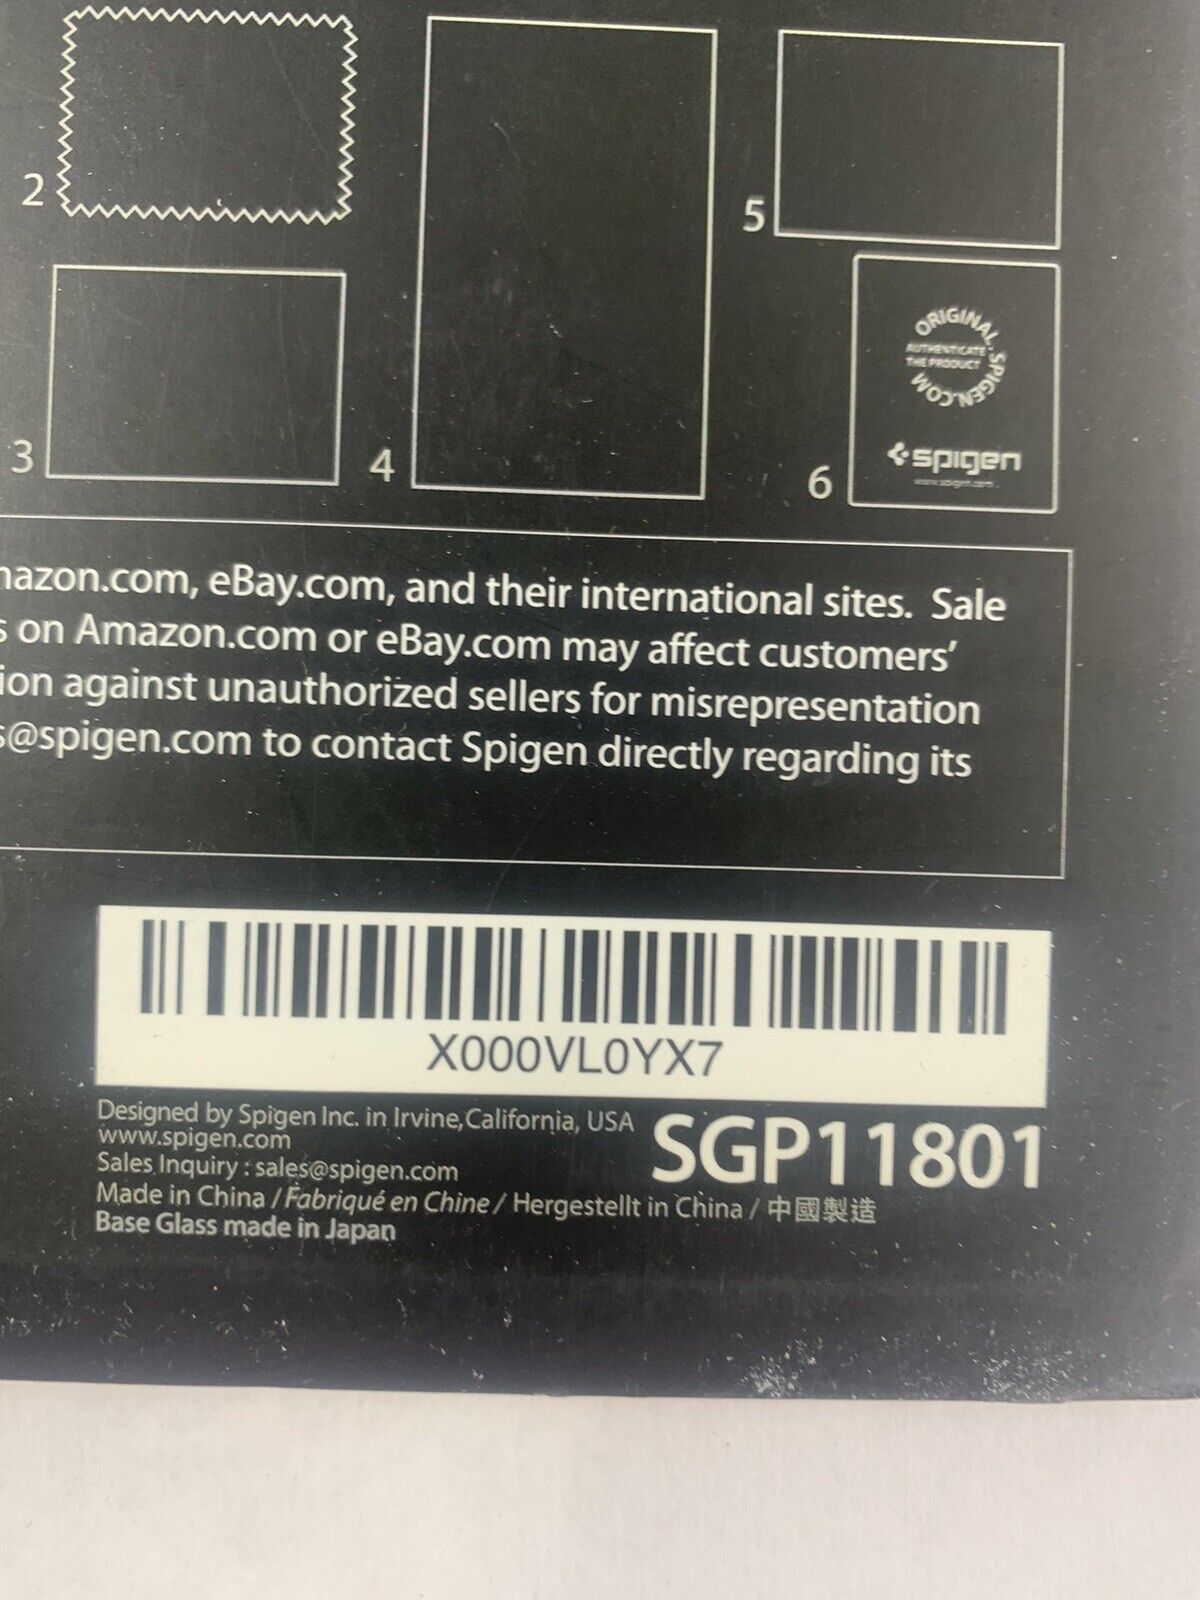 2
3
4
5
6
ORIGINAL · SPIGEN.COM
AUTHENTICATE
THE PRODUCT
spigen
www.spigen.com
azon.com, eBay.com, and their international sites. Sale
s on Amazon.com or eBay.com may affect customers'
ion against unauthorized sellers for misrepresentation
s@spigen.com to contact Spigen directly regarding its
X000VL0YX7
Designed by Spigen Inc. in Irvine, California, USA
www.spigen.com
SGP11801
Sales Inquiry : sales@spigen.com
Made in China / Fabriqué en Chine / Hergestellt in China / 中國製造
Base Glass made in Japan